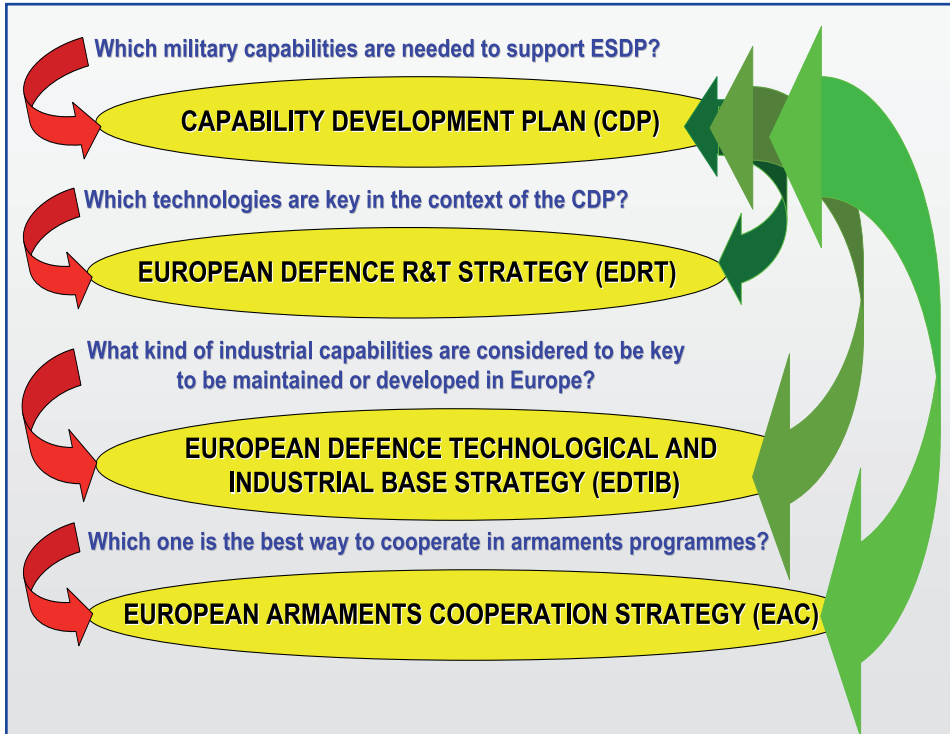 Which military capabilities are needed to support ESDP?
CAPABILITY DEVELOPMENT PLAN (CDP)
Which technologies are key in the context of the CDP?
EUROPEAN DEFENCE R&T STRATEGY (EDRT)
What kind of industrial capabilities are considered to be key
to be maintained or developed in Europe?
EUROPEAN DEFENCE TECHNOLOGICAL AND
INDUSTRIAL BASE STRATEGY (EDTIB)
Which one is the best way to cooperate in armaments programmes?
EUROPEAN ARMAMENTS COOPERATION STRATEGY (EAC)